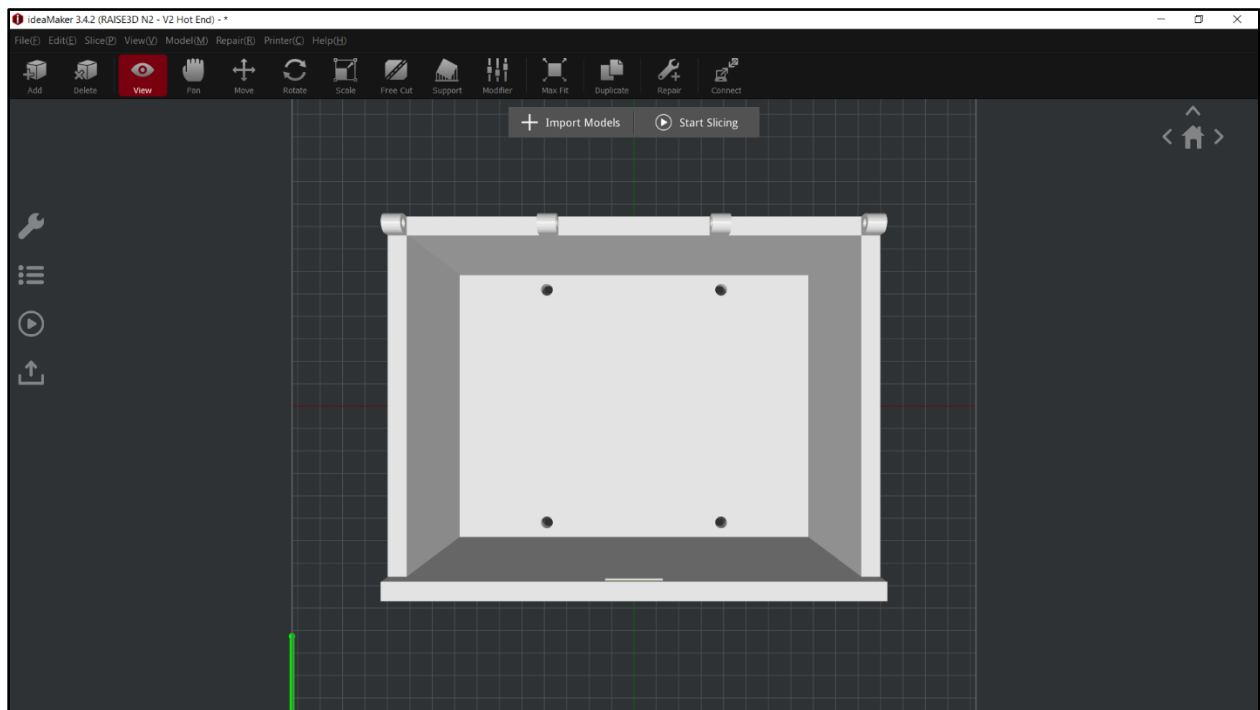 ideaMaker 3.4.2 (RAISE3D N2 - V2 Hot End) - *
File(F) Edit(E) Slice(P) View(V) Model(M) Repair(R) Printer(C) Help(H)
Add Delete View Pan Move Rotate Scale Free Cut Support Modifier Max Fit Duplicate Repair Connect
Import Models Start Slicing